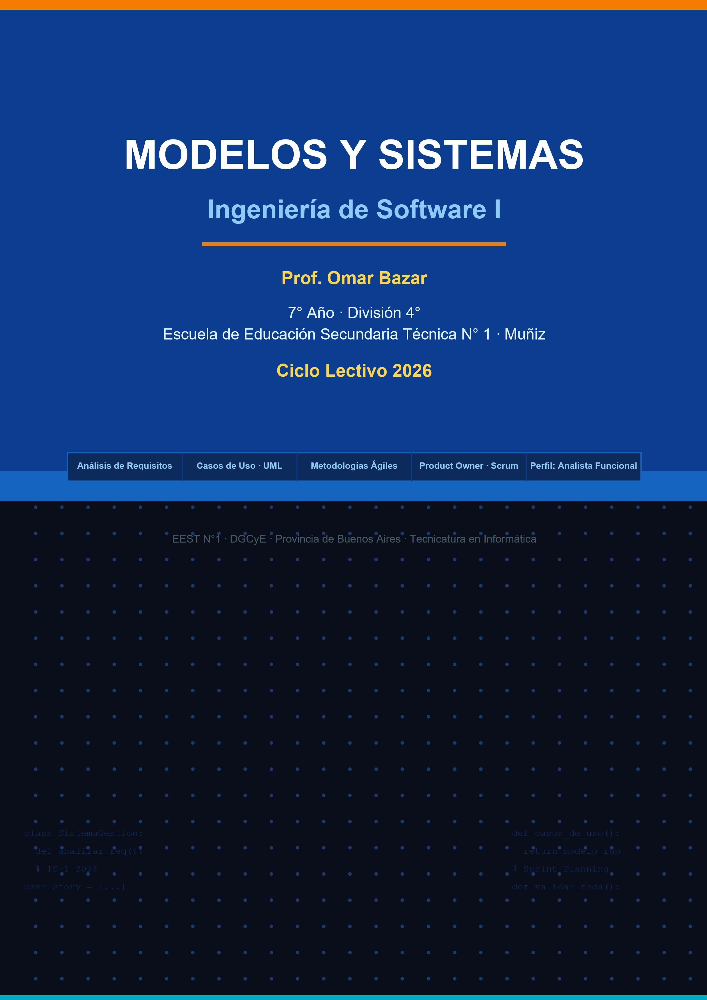 MODELOS Y SISTEMAS
Ingeniería de Software I
Prof. Omar Bazar
7° Año · División 4°
Escuela de Educación Secundaria Técnica N° 1 · Muñiz
Ciclo Lectivo 2026
Análisis de Requisitos
Casos de Uso · UML
Metodologías Ágiles
Product Owner · Scrum
Perfil: Analista Funcional
EEST N°1 · DGCyE · Provincia de Buenos Aires · Tecnicatura en Informática
class SistemaGestion:
def analizar_req():
# IS-1 2026
user_story = {...}
def casos_de_uso():
return modelo_rup
# Sprint Planning
def validar_foda():